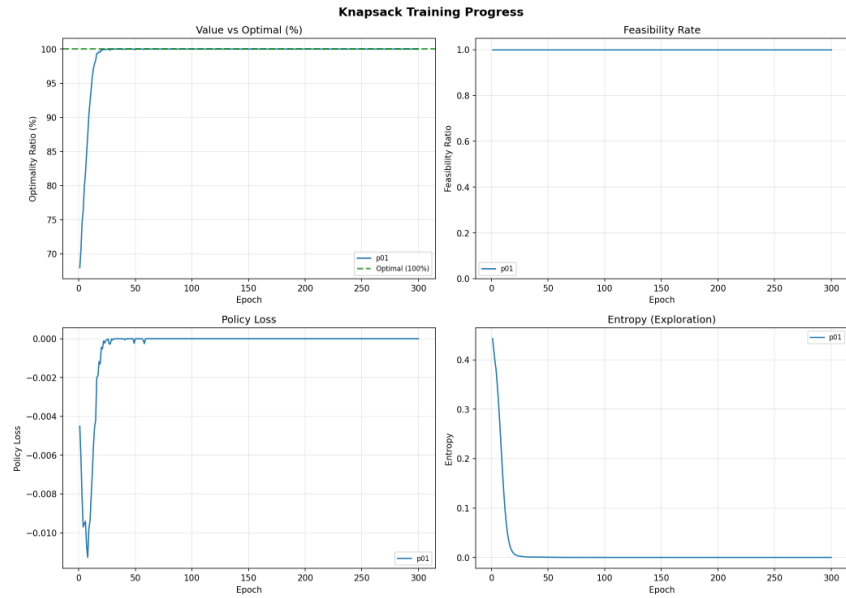 Knapsack Training Progress
Value vs Optimal (%)
Optimality Ratio (%)
100
95
90
85
80
75
70
0 50 100 150 200 250 300
Epoch
p01
Optimal (100%)
Feasibility Rate
Feasibility Ratio
1.0
0.8
0.6
0.4
0.2
0.0
0 50 100 150 200 250 300
Epoch
p01
Policy Loss
Policy Loss
0.000
−0.002
−0.004
−0.006
−0.008
−0.010
0 50 100 150 200 250 300
Epoch
p01
Entropy (Exploration)
Entropy
0.4
0.3
0.2
0.1
0.0
0 50 100 150 200 250 300
Epoch
p01